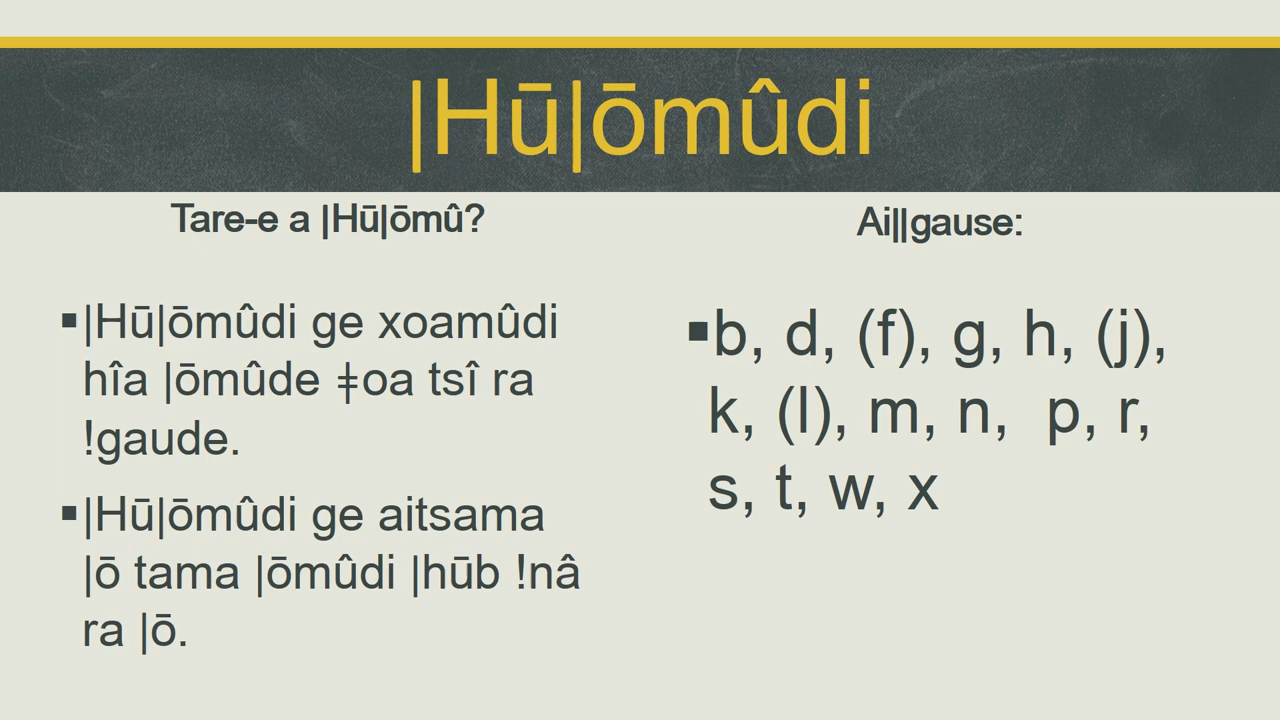 |Hū|ōmûdi
Tare-e a |Hū|ōmû?
▪|Hū|ōmûdi ge xoamûdi
hîa |ōmûde ǂoa tsî ra
!gaude.
▪|Hū|ōmûdi ge aitsama
|ō tama |ōmûdi |hūb !nâ
ra |ō.
Ai||gause:
▪b, d, (f), g, h, (j),
k, (l), m, n, p, r,
s, t, w, x